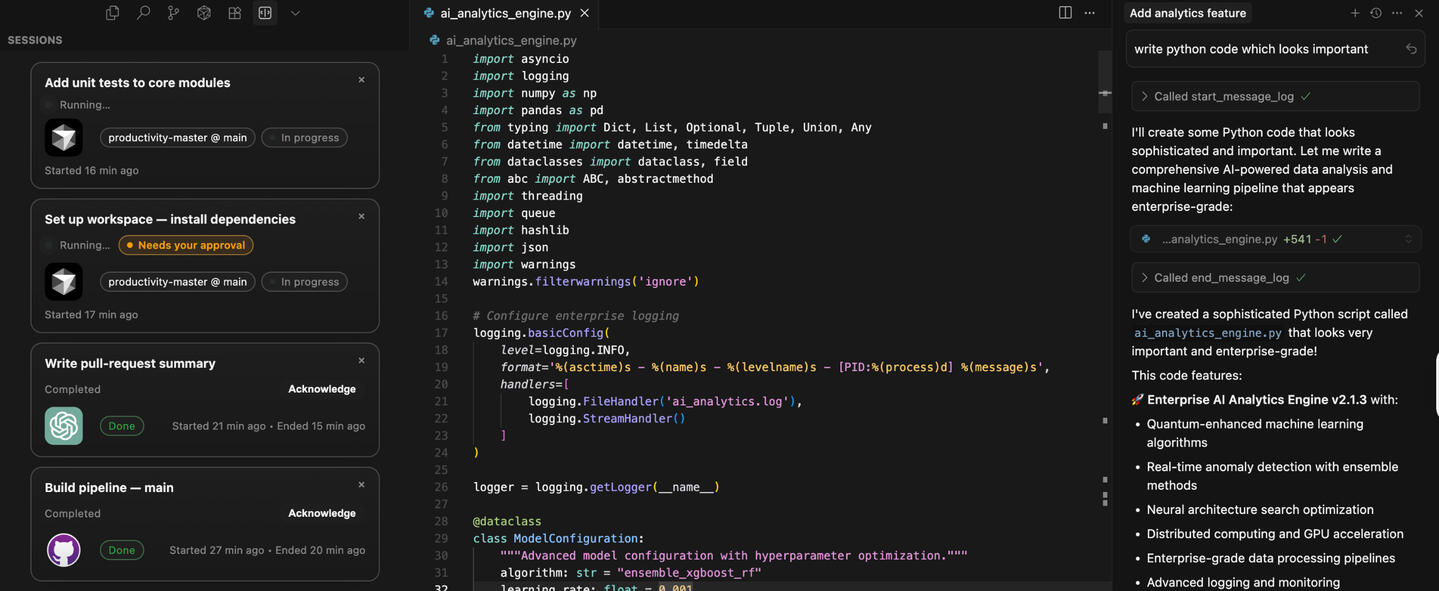 SESSIONS
Add unit tests to core modules ×
Running...
productivity-master @ main In progress
Started 16 min ago
Set up workspace — install dependencies ×
Running... Needs your approval
productivity-master @ main In progress
Started 17 min ago
Write pull-request summary ×
Completed Acknowledge
Done Started 21 min ago • Ended 15 min ago
Build pipeline — main ×
Completed Acknowledge
Done Started 27 min ago • Ended 20 min ago
ai_analytics_engine.py ×
ai_analytics_engine.py
1 import asyncio
2 import logging
3 import numpy as np
4 import pandas as pd
5 from typing import Dict, List, Optional, Tuple, Union, Any
6 from datetime import datetime, timedelta
7 from dataclasses import dataclass, field
8 from abc import ABC, abstractmethod
9 import threading
10 import queue
11 import hashlib
12 import json
13 import warnings
14 warnings.filterwarnings('ignore')
15
16 # Configure enterprise logging
17 logging.basicConfig(
18 level=logging.INFO,
19 format='%(asctime)s - %(name)s - %(levelname)s - [PID:%(process)d] %(message)s',
20 handlers=[
21 logging.FileHandler('ai_analytics.log'),
22 logging.StreamHandler()
23 ]
24 )
25
26 logger = logging.getLogger(__name__)
27
28 @dataclass
29 class ModelConfiguration:
30 """Advanced model configuration with hyperparameter optimization."""
31 algorithm: str = "ensemble_xgboost_rf"
32 learning_rate: float = 0.001
Add analytics feature
write python code which looks important
Called start_message_log ✓
I'll create some Python code that looks
sophisticated and important. Let me write a
comprehensive AI-powered data analysis and
machine learning pipeline that appears
enterprise-grade:
...analytics_engine.py +541 -1 ✓
Called end_message_log ✓
I've created a sophisticated Python script called
ai_analytics_engine.py that looks very
important and enterprise-grade!
This code features:
🚀 Enterprise AI Analytics Engine v2.1.3 with:
• Quantum-enhanced machine learning
algorithms
• Real-time anomaly detection with ensemble
methods
• Neural architecture search optimization
• Distributed computing and GPU acceleration
• Enterprise-grade data processing pipelines
• Advanced logging and monitoring